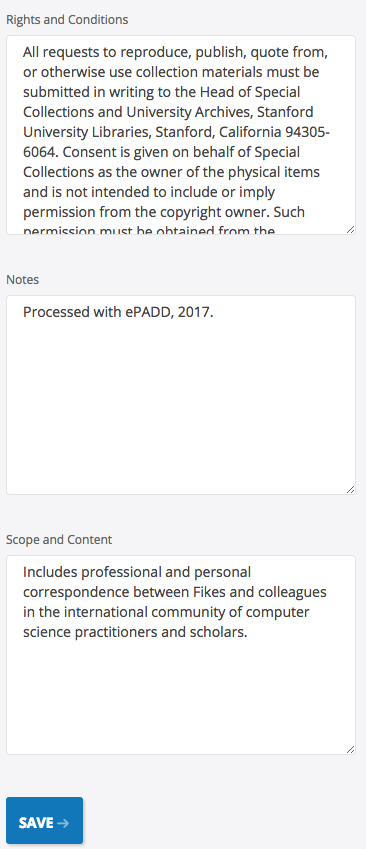 Rights and Conditions
All requests to reproduce, publish, quote from,
or otherwise use collection materials must be
submitted in writing to the Head of Special
Collections and University Archives, Stanford
University Libraries, Stanford, California 94305-
6064. Consent is given on behalf of Special
Collections as the owner of the physical items
and is not intended to include or imply
permission from the copyright owner. Such
permission must be obtained from the
Notes
Processed with ePADD, 2017.
Scope and Content
Includes professional and personal
correspondence between Fikes and colleagues
in the international community of computer
science practitioners and scholars.
SAVE →